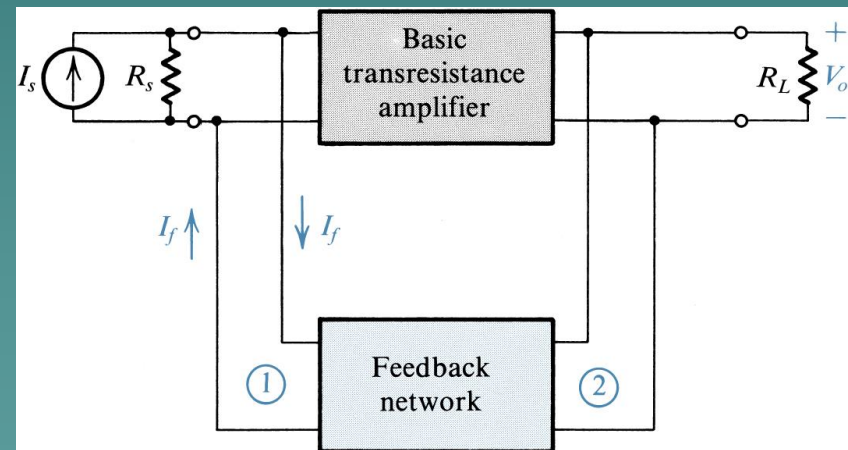 Basic
transresistance
amplifier
I_s
R_s
R_L
+
V_o
−
I_f
I_f
Feedback
network
1
2